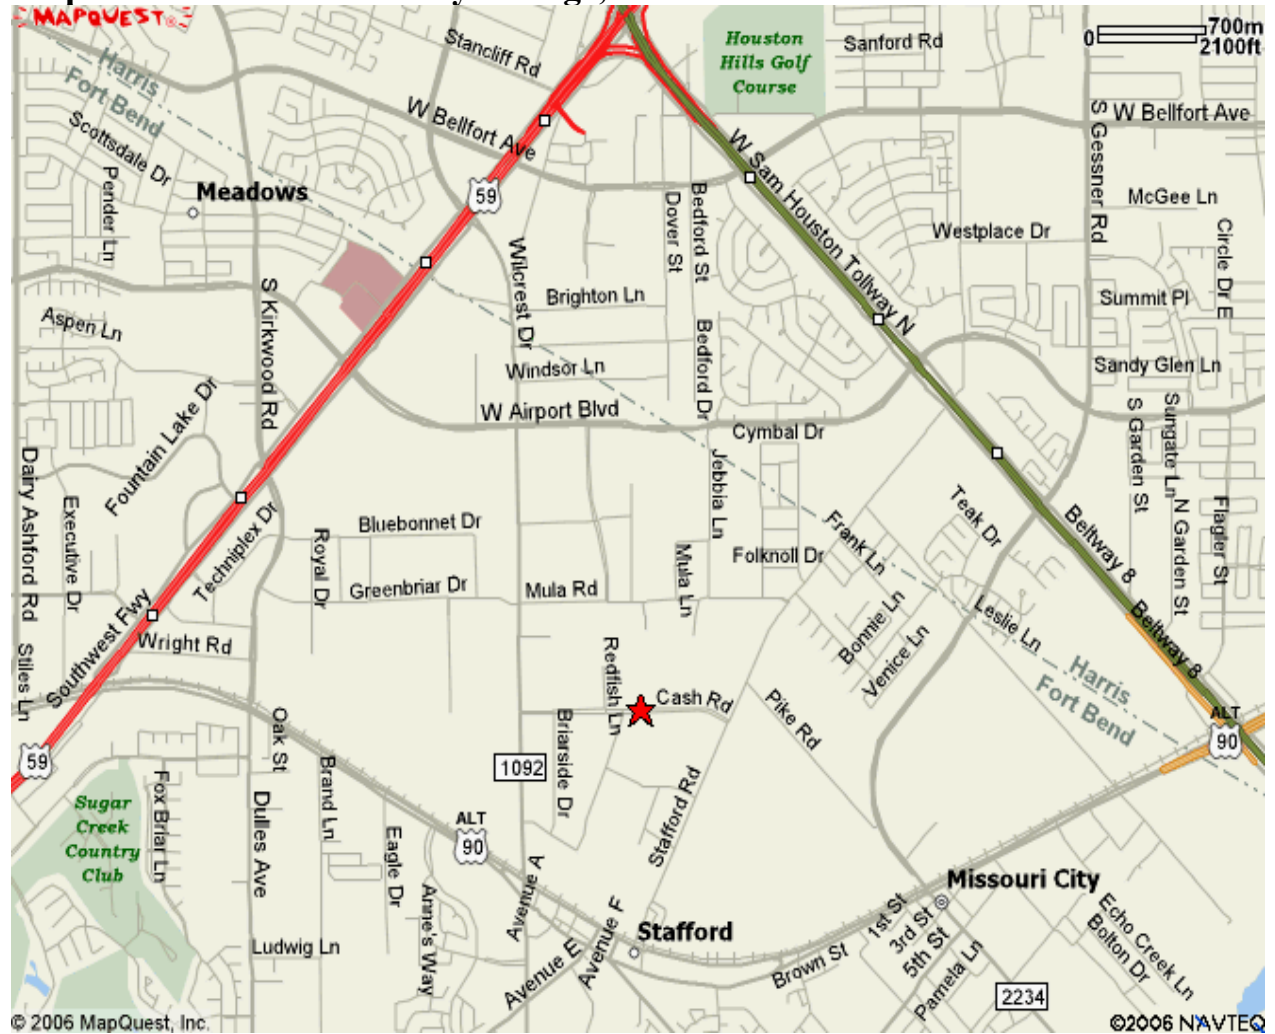 MAPQUEST
Stancliff Rd
Houston
Hills Golf
Course
Sanford Rd
0
700m
2100ft
Harris
Fort Bend
Scottsdale Dr
W Bellfort Ave
W Bellfort Ave
S Gessner Rd
Pender Ln
Meadows
59
W Sam Houston Tollway N
McGee Ln
Bedford St
Dover St
Westplace Dr
Circle Dr E
Wilcrest Dr
Brighton Ln
S Kirkwood Rd
Summit Pl
Aspen Ln
Bedford Dr
Windsor Ln
Sandy Glen Ln
Fountain Lake Dr
W Airport Blvd
Cymbal Dr
S Garden St
Sungate Ln
Dairy Ashford Rd
Jebbia Ln
Executive Dr
Techniplex Dr
Bluebonnet Dr
Teak Dr
Beltway 8
N Garden St
Flagler St
Royal Dr
Frank Ln
Folknoll Dr
Mula Ln
Greenbriar Dr
Mula Rd
Southwest Fwy
Wright Rd
Leslie Ln
Bonnie Ln
Venice Ln
Beltway 8
Stiles Ln
Redfish Ln
Cash Rd
Pike Rd
Harris
Fort Bend
Oak St
Briarside Dr
ALT
90
59
1092
Fox Briar Ln
Brand Ln
Dulles Ave
Sugar
Creek
Country
Club
ALT
90
Stafford Rd
Eagle Dr
Anne's Way
Avenue A
Missouri City
1st St
3rd St
5th St
Echo Creek Ln
Bolton Dr
Avenue F
Stafford
Ludwig Ln
Avenue E
Brown St
Pamela Ln
2234
© 2006 MapQuest, Inc.
©2006 NAVTEQ